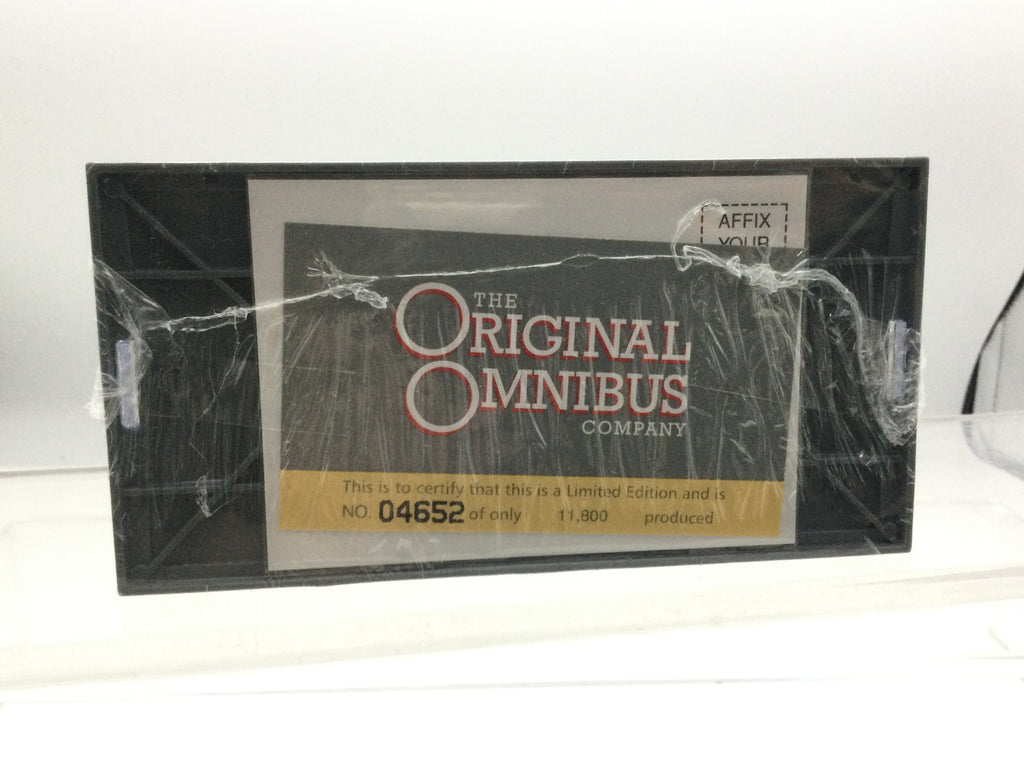 AFFIX
YOUR
THE
ORIGINAL
OMNIBUS
COMPANY
This is to certify that this is a Limited Edition and is
NO. 04652 of only 11,800 produced